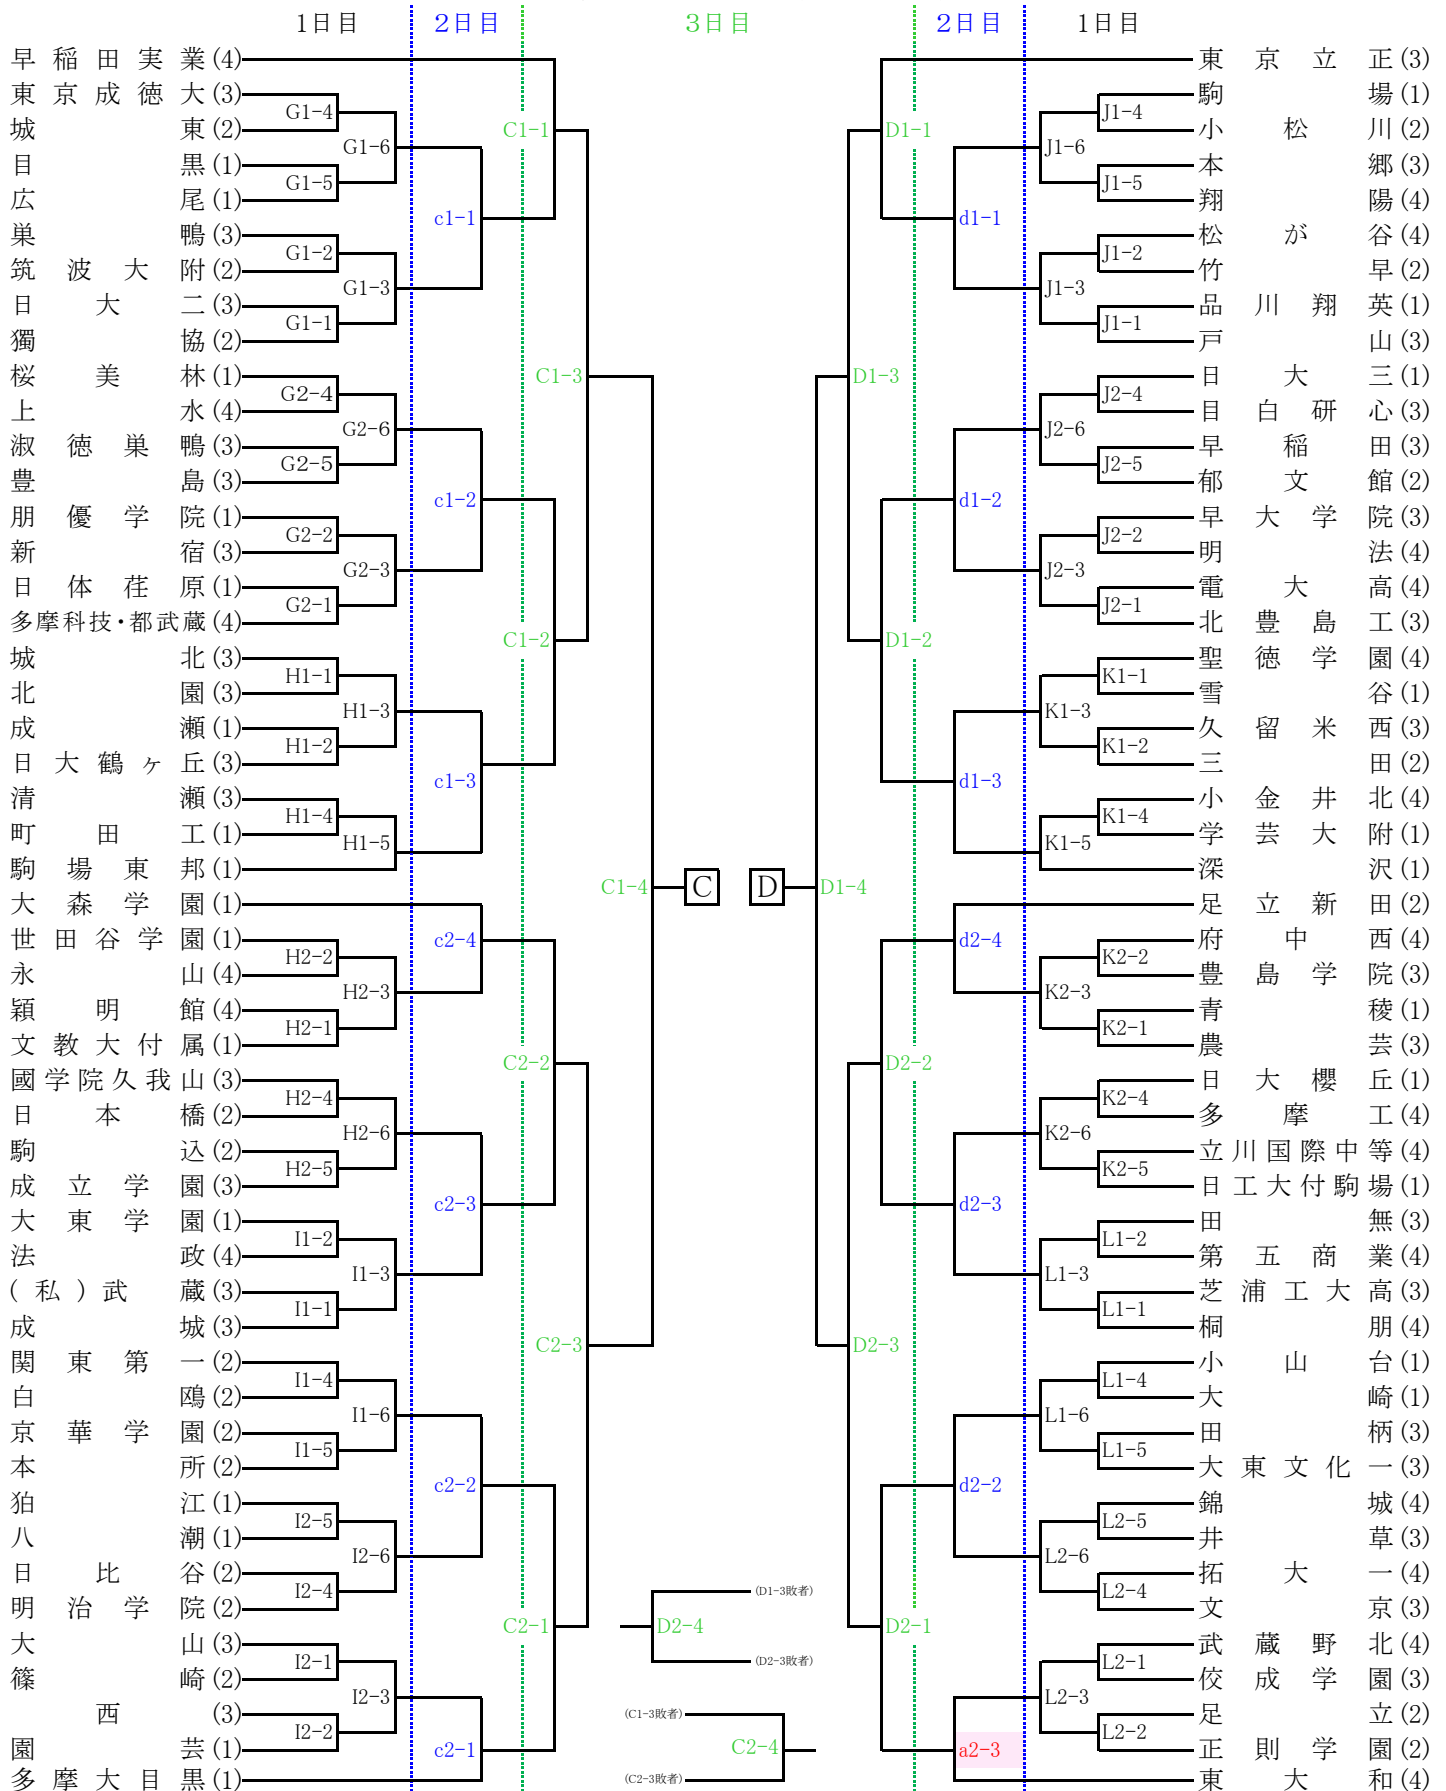 1日目 2日目 3日目 2日目 1日目
早稲田実業(4) 東京立正(3)
東京成徳大(3) 駒場(1)
G1-4 J1-4
城東(2) C1-1 D1-1 小松川(2)
G1-6 J1-6
目黒(1) 本郷(3)
G1-5 J1-5
広尾(1) 翔陽(4)
c1-1 d1-1
巣鴨(3) 松が谷(4)
G1-2 J1-2
筑波大附(2) 竹早(2)
G1-3 J1-3
日大二(3) 品川翔英(1)
G1-1 J1-1
獨協(2) 戸山(3)
桜美林(1) C1-3 D1-3 日大三(1)
G2-4 J2-4
上水(4) 目白研心(3)
G2-6 J2-6
淑徳巣鴨(3) 早稲田(3)
G2-5 J2-5
豊島(3) 郁文館(2)
c1-2 d1-2
朋優学院(1) 早大学院(3)
G2-2 J2-2
新宿(3) 明法(4)
G2-3 J2-3
日体荏原(1) 電大高(4)
G2-1 J2-1
多摩科技・都武蔵(4) 北豊島工(3)
C1-2 D1-2
城北(3) 聖徳学園(4)
H1-1 K1-1
北園(3) 雪谷(1)
H1-3 K1-3
成瀬(1) 久留米西(3)
H1-2 K1-2
日大鶴ヶ丘(3) 三田(2)
c1-3 d1-3
清瀬(3) 小金井北(4)
H1-4 K1-4
町田工(1) 学芸大附(1)
H1-5 K1-5
駒場東邦(1) 深沢(1)
C1-4 C D D1-4
大森学園(1) 足立新田(2)
世田谷学園(1) c2-4 d2-4 府中西(4)
H2-2 K2-2
永山(4) 豊島学院(3)
H2-3 K2-3
穎明館(4) 青稜(1)
H2-1 K2-1
文教大付属(1) 農芸(3)
C2-2 D2-2
國学院久我山(3) 日大櫻丘(1)
H2-4 K2-4
日本橋(2) 多摩工(4)
H2-6 K2-6
駒込(2) 立川国際中等(4)
H2-5 K2-5
成立学園(3) 日工大付駒場(1)
c2-3 d2-3
大東学園(1) 田無(3)
I1-2 L1-2
法政(4) 第五商業(4)
I1-3 L1-3
(私)武蔵(3) 芝浦工大高(3)
I1-1 L1-1
成城(3) 桐朋(4)
C2-3 D2-3
関東第一(2) 小山台(1)
I1-4 L1-4
白鴎(2) 大崎(1)
I1-6 L1-6
京華学園(2) 田柄(3)
I1-5 L1-5
本所(2) 大東文化一(3)
c2-2 d2-2
狛江(1) 錦城(4)
I2-5 L2-5
八潮(1) 井草(3)
I2-6 L2-6
日比谷(2) 拓大一(4)
I2-4 (D1-3敗者) L2-4
明治学院(2) 文京(3)
C2-1 D2-4 D2-1
大山(3) 武蔵野北(4)
I2-1 (D2-3敗者) L2-1
篠崎(2) 佼成学園(3)
I2-3 L2-3
西(3) (C1-3敗者) 足立(2)
I2-2 L2-2
園芸(1) c2-1 C2-4 a2-3 正則学園(2)
多摩大目黒(1) (C2-3敗者) 東大和(4)